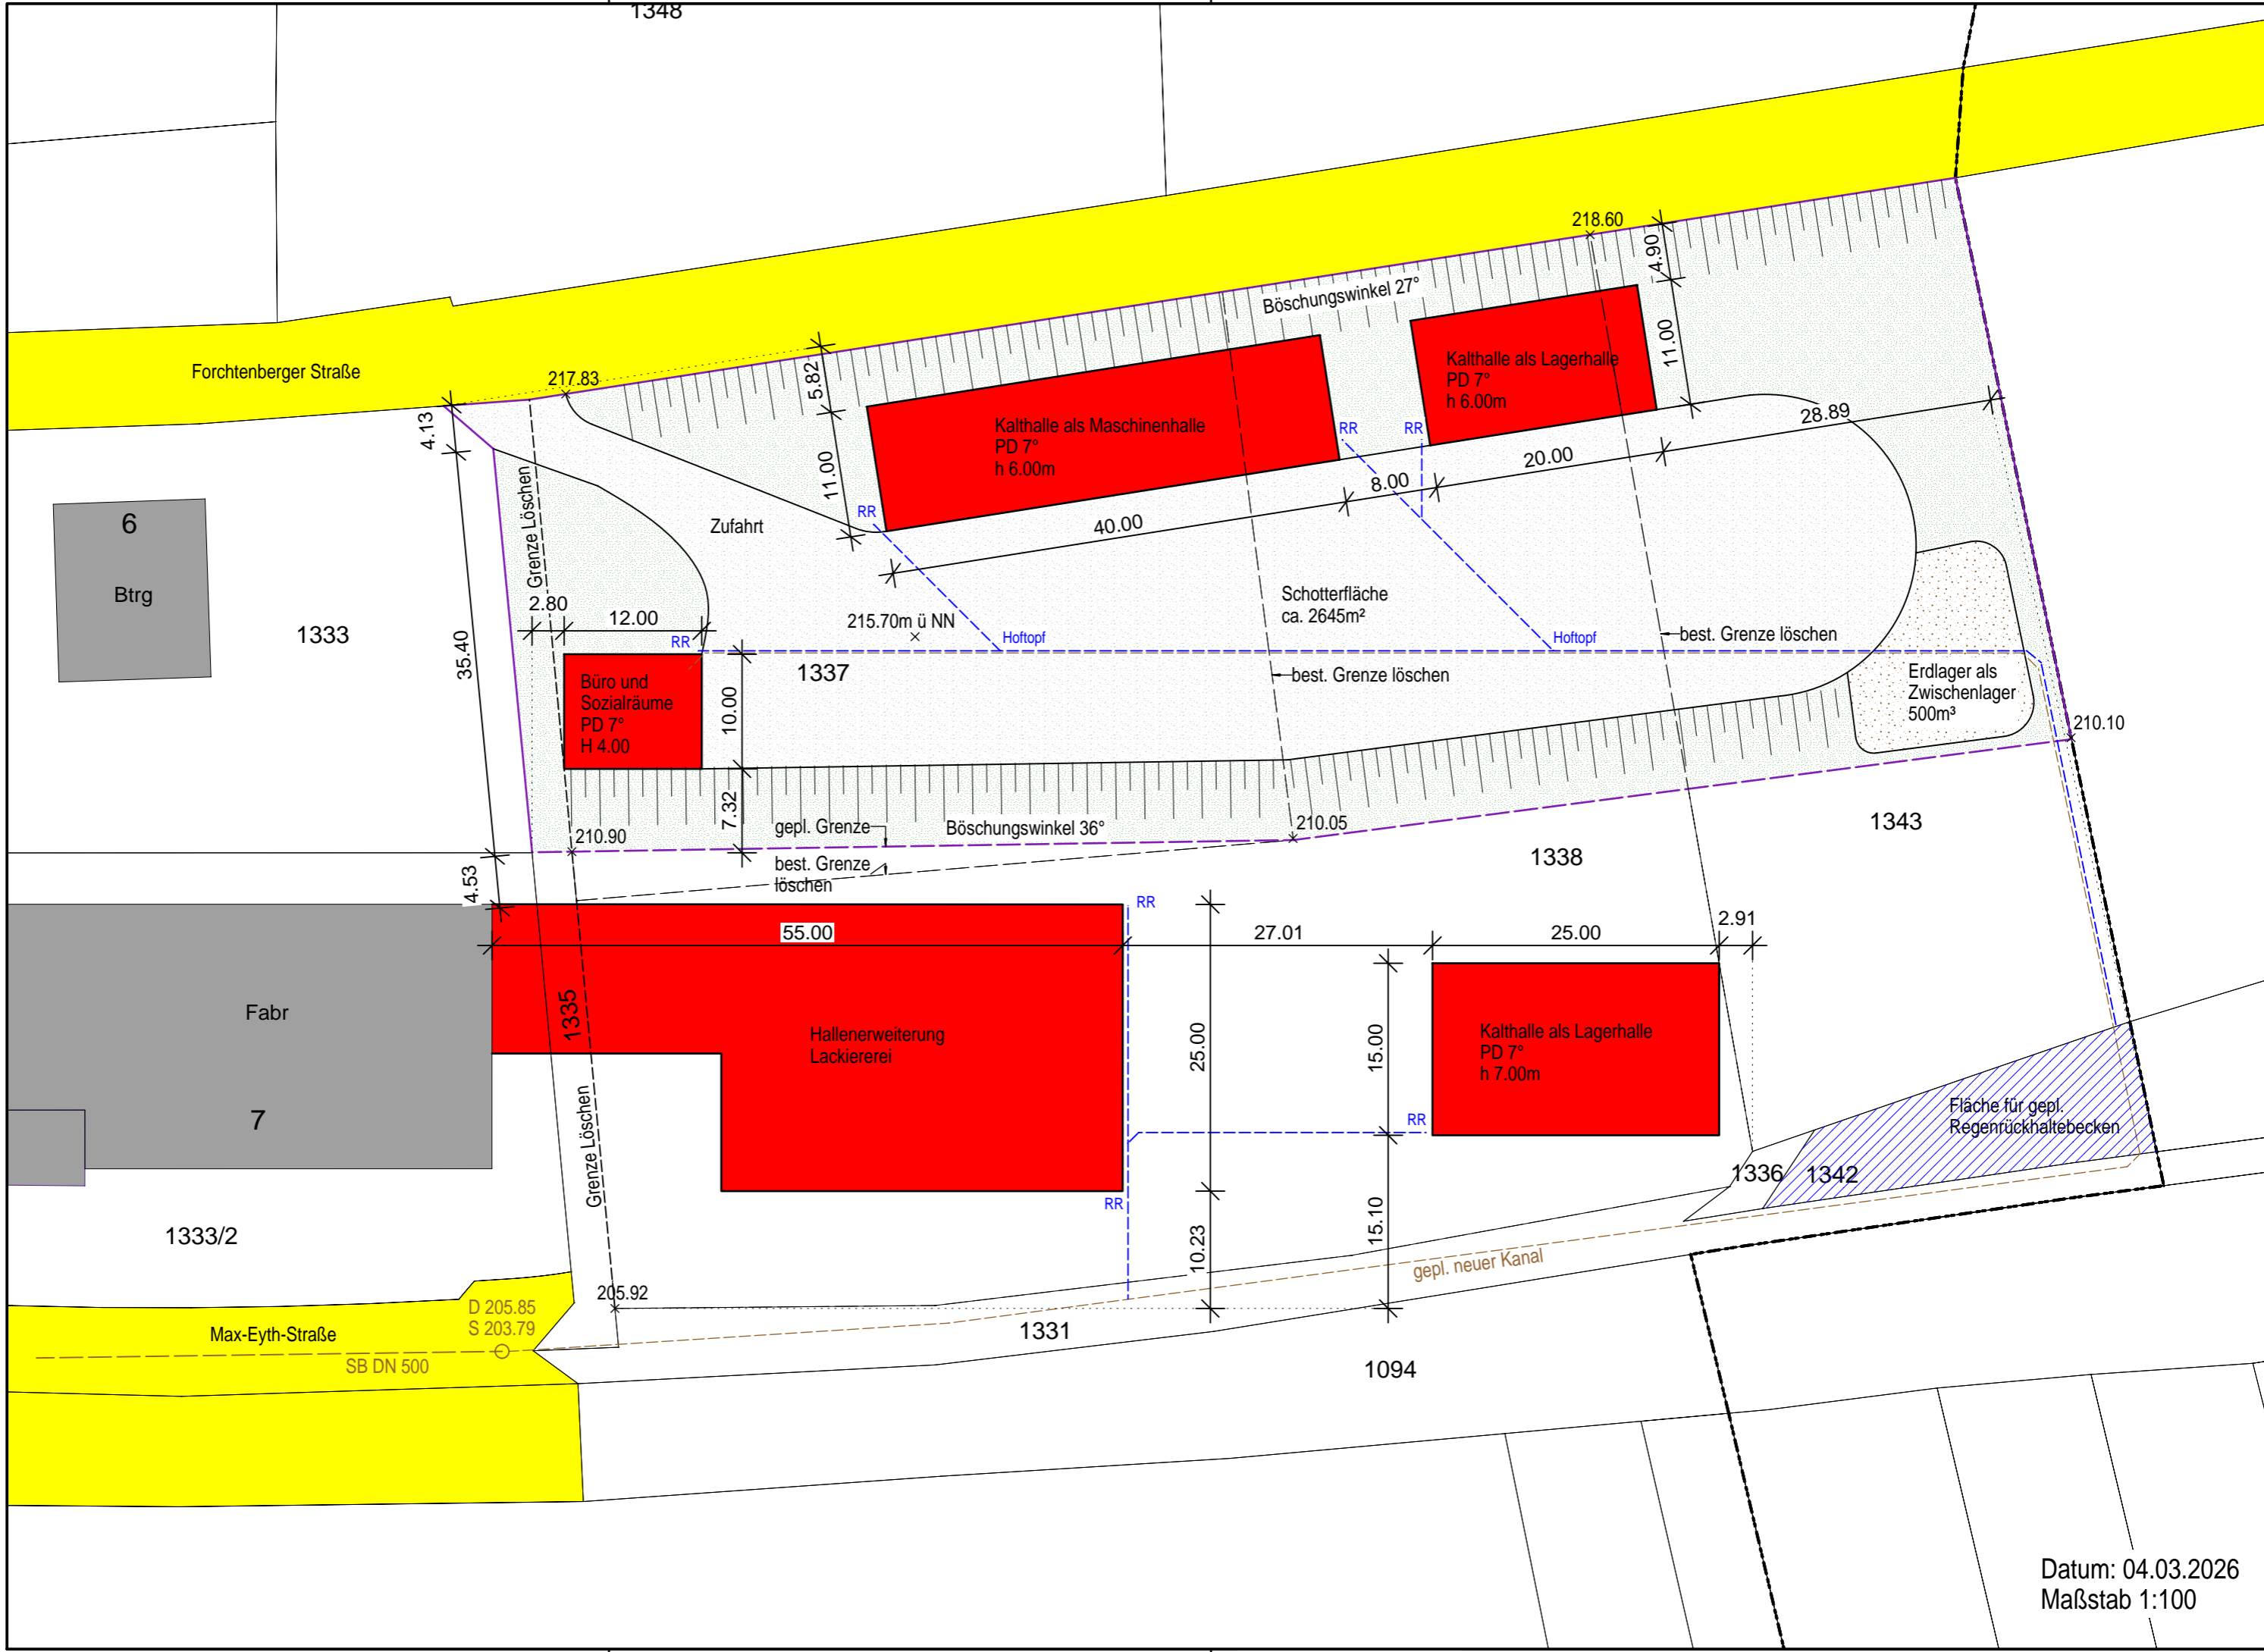 1348
218.60
4.90
Böschungswinkel 27°
Forchtenberger Straße
217.83
5.82
Kalthalle als Lagerhalle
PD 7°
h 6.00m
11.00
28.89
4.13
Kalthalle als Maschinenhalle
PD 7°
h 6.00m
RR
RR
20.00
8.00
11.00
RR
40.00
Grenze Löschen
Zufahrt
6
Btrg
1333
35.40
2.80
12.00
RR
215.70m ü NN
Hoftopf
Schotterfläche
ca. 2645m²
Hoftopf
best. Grenze löschen
1337
best. Grenze löschen
Büro und
Sozialräume
PD 7°
H 4.00
10.00
Erdlager als
Zwischenlager
500m³
210.10
7.32
210.90
gepl. Grenze
Böschungswinkel 36°
210.05
1343
best. Grenze
löschen
1338
4.53
RR
55.00
27.01
25.00
2.91
Fabr
1335
Hallenerweiterung
Lackiererei
25.00
15.00
Kalthalle als Lagerhalle
PD 7°
h 7.00m
7
Grenze Löschen
RR
RR
Fläche für gepl.
Regenrückhaltebecken
1336
1342
1333/2
10.23
15.10
gepl. neuer Kanal
205.92
D 205.85
S 203.79
Max-Eyth-Straße
SB DN 500
1331
1094
Datum: 04.03.2026
Maßstab 1:100